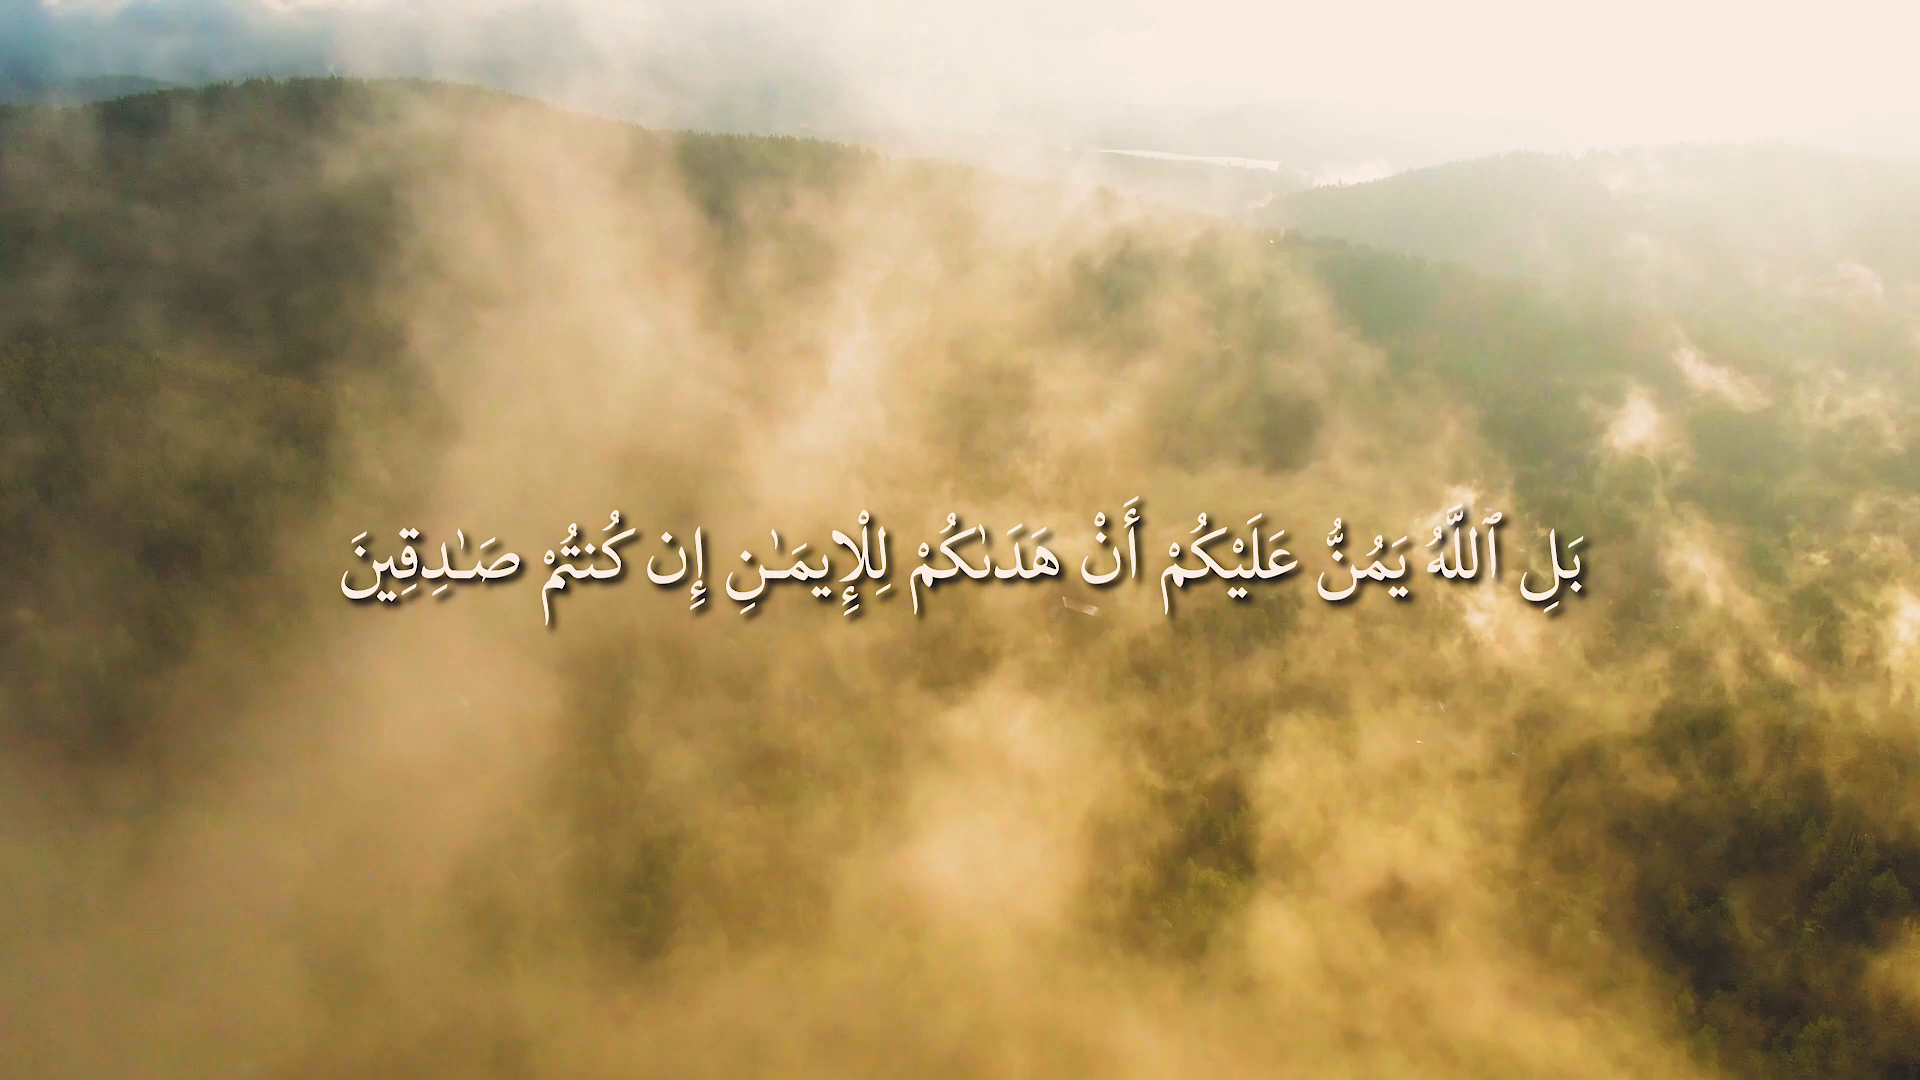 بَلِ ٱللَّهُ يَمُنُّ عَلَيْكُمْ أَنْ هَدَىٰكُمْ لِلْإِيمَـٰنِ إِن كُنتُمْ صَـٰدِقِينَ